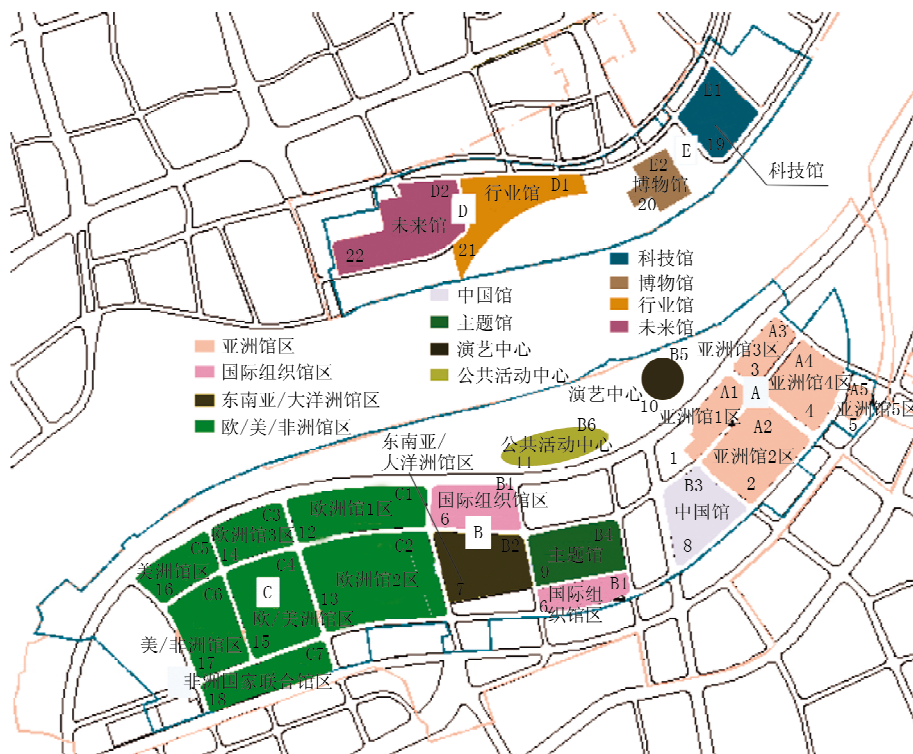 E1
19
E
科技馆
E2
博物馆
20
D2
D
行业馆
D1
未来馆
21
22
科技馆
博物馆
行业馆
未来馆
中国馆
主题馆
演艺中心
公共活动中心
亚洲馆区
国际组织馆区
东南亚/大洋洲馆区
欧/美/非洲馆区
A3
亚洲馆3区
3
A4
亚洲馆4区
4
A5
亚洲馆5区
5
A1
A
亚洲馆1区
1
A2
亚洲馆2区
2
B5
演艺中心
10
B6
公共活动中心
11
B3
中国馆
8
东南亚/
大洋洲馆区
B1
国际组织馆区
6
B
B2
7
B4
主题馆
9
B1
国际组
织馆区
6
C1
欧洲馆1区
12
C2
欧洲馆2区
13
C3
欧洲馆3区
14
C4
C
欧/美洲馆区
15
C5
美洲馆区
16
C6
美/非洲馆区
17
C7
非洲国家联合馆区
18